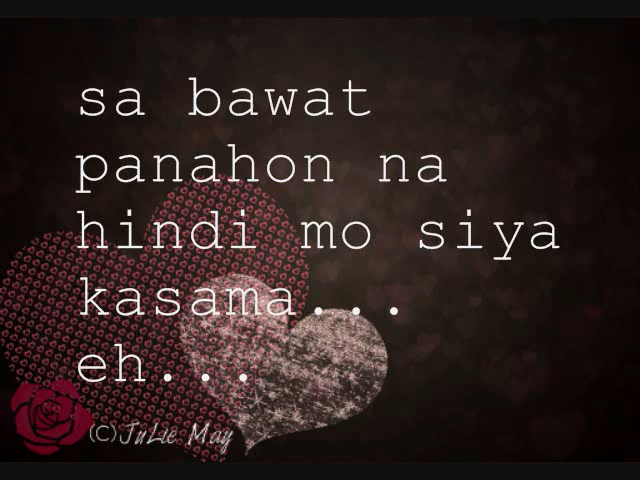 sa bawat
panahon na
hindi mo siya
kasama...
eh...
(C)JuLie May